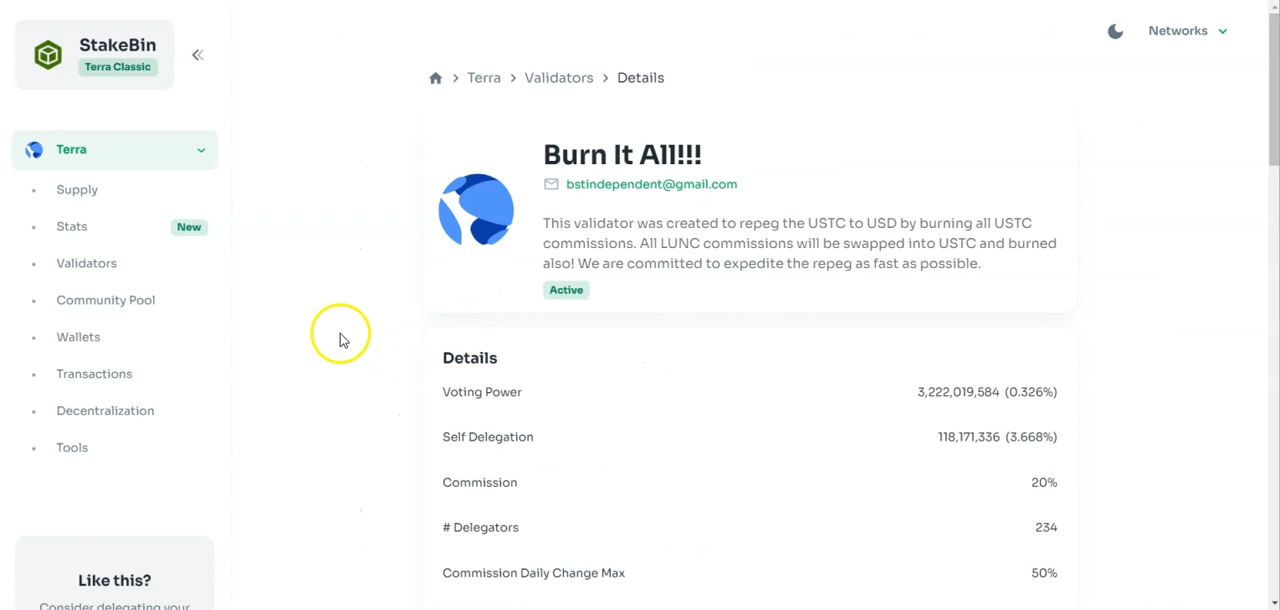 StakeBin
Terra Classic
Networks
Terra > Validators > Details
Terra
Supply
Stats New
Validators
Community Pool
Wallets
Transactions
Decentralization
Tools
Like this?
Consider delegating your
Burn It All!!!
bstindependent@gmail.com
This validator was created to repeg the USTC to USD by burning all USTC
commissions. All LUNC commissions will be swapped into USTC and burned
also! We are committed to expedite the repeg as fast as possible.
Active
Details
Voting Power 3,222,019,584 (0.326%)
Self Delegation 118,171,336 (3.668%)
Commission 20%
# Delegators 234
Commission Daily Change Max 50%